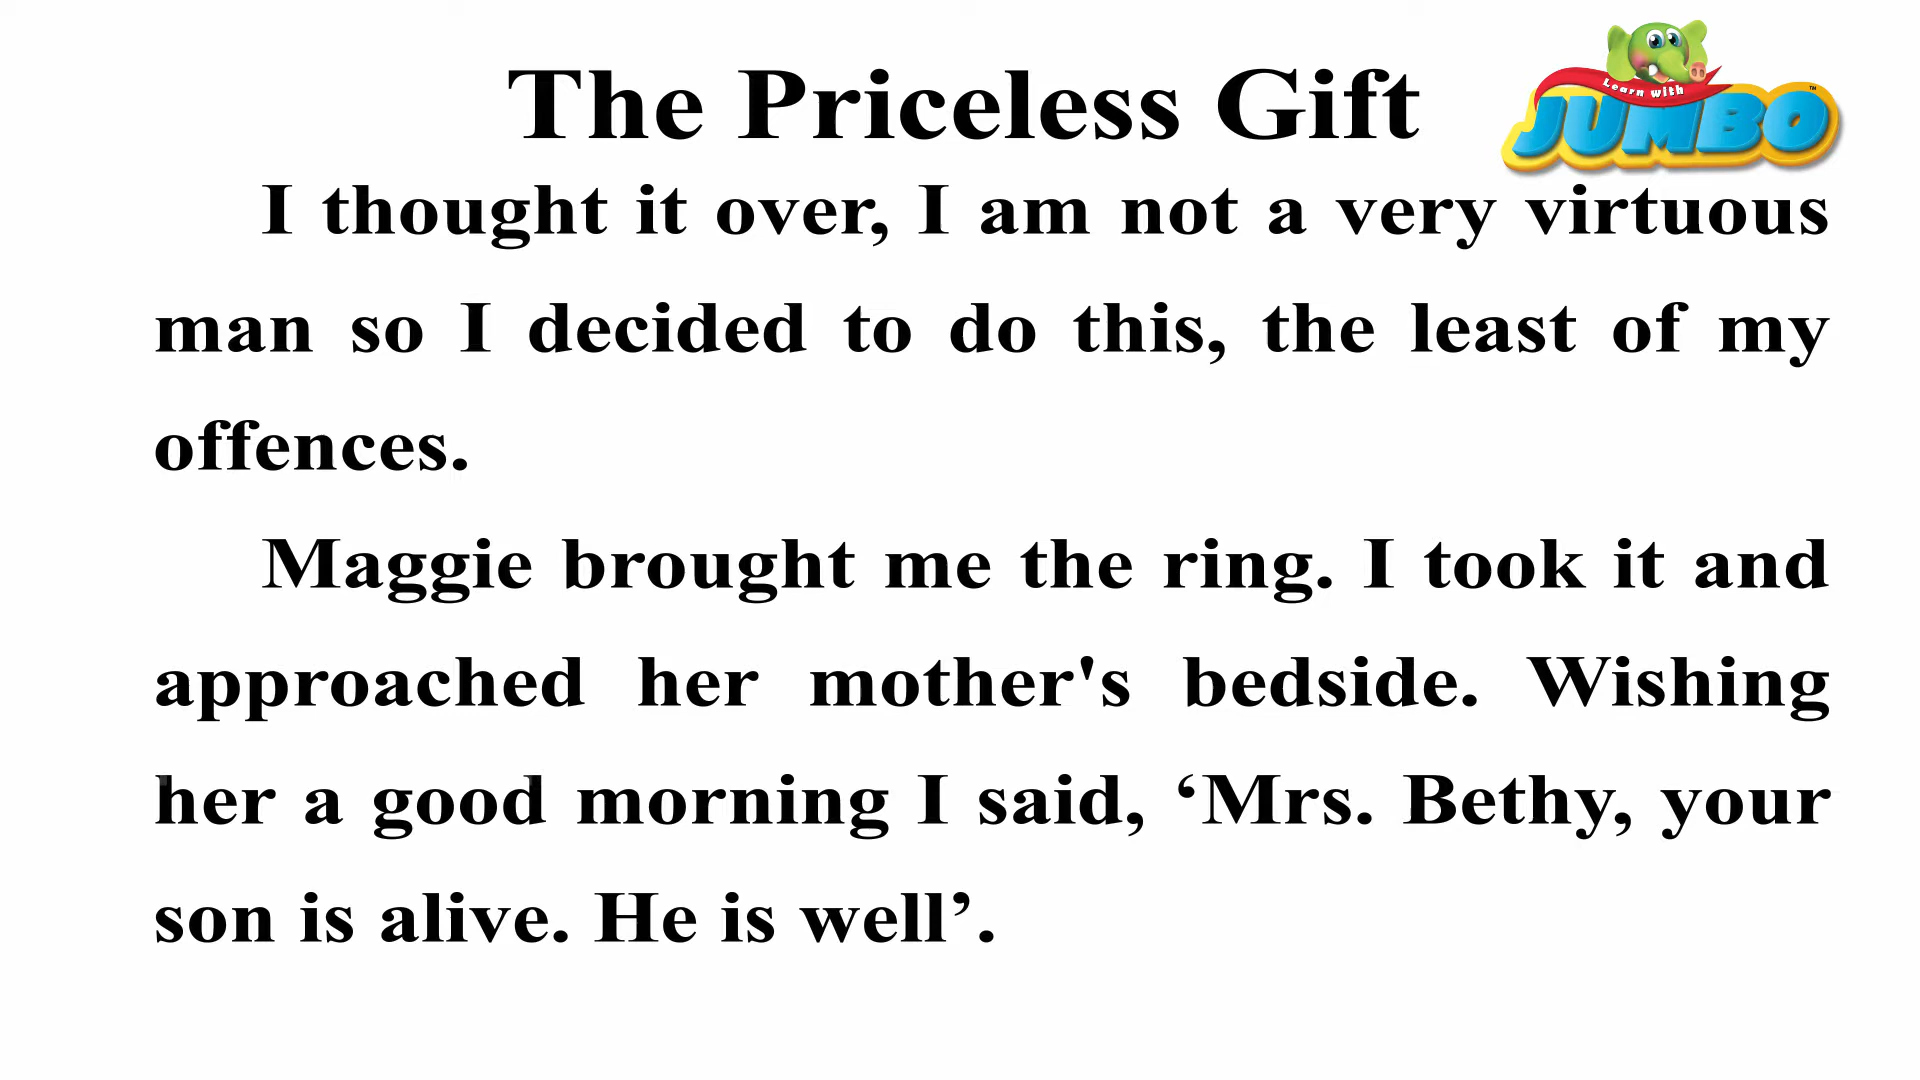 The Priceless Gift
Learn with
JUMBO™
I thought it over, I am not a very virtuous
man so I decided to do this, the least of my
offences.
Maggie brought me the ring. I took it and
approached her mother's bedside. Wishing
her a good morning I said, ‘Mrs. Bethy, your
son is alive. He is well’.